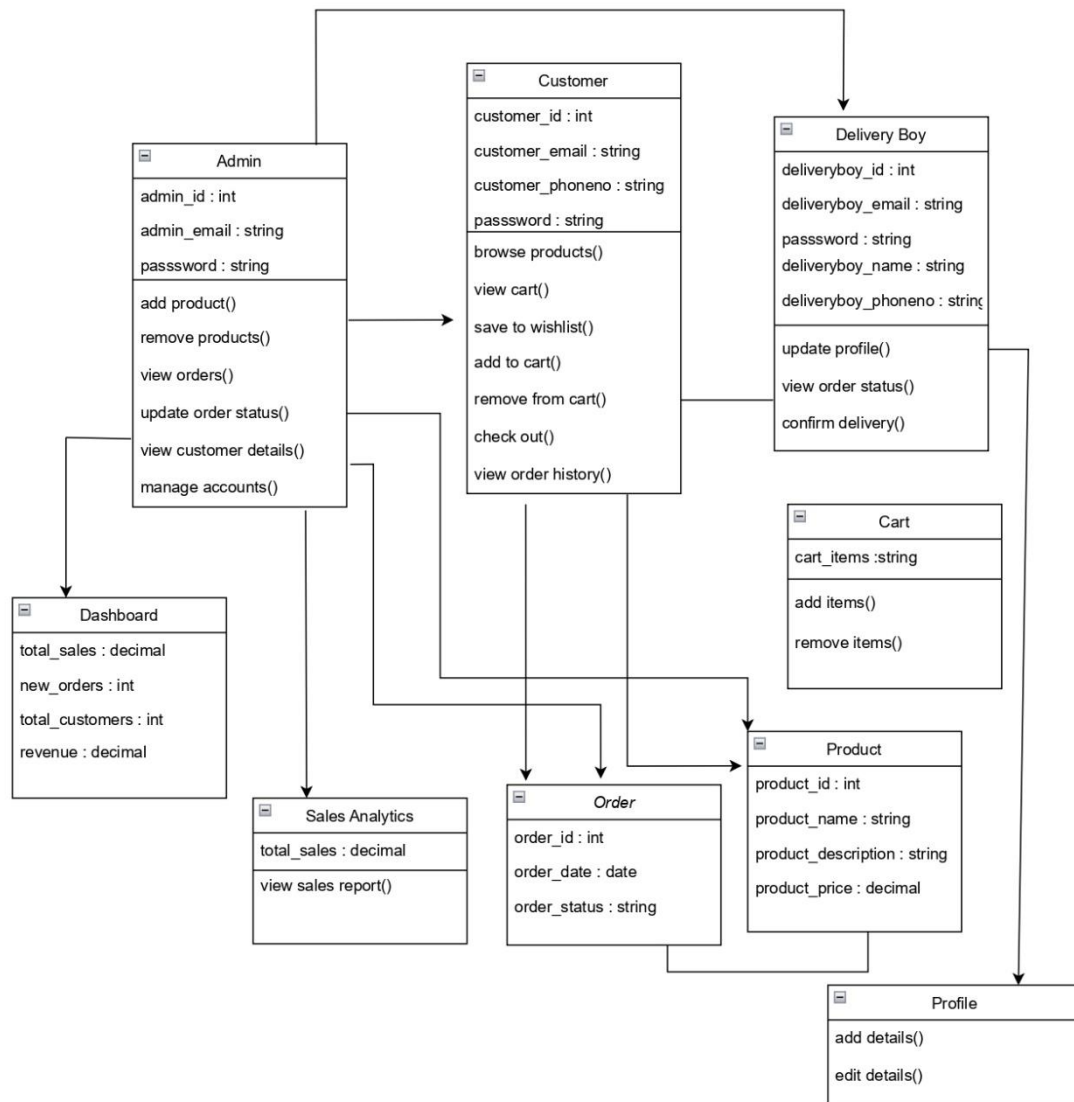 Admin
admin_id : int
admin_email : string
passsword : string
add product()
remove products()
view orders()
update order status()
view customer details()
manage accounts()
Customer
customer_id : int
customer_email : string
customer_phoneno : string
passsword : string
browse products()
view cart()
save to wishlist()
add to cart()
remove from cart()
check out()
view order history()
Delivery Boy
deliveryboy_id : int
deliveryboy_email : string
passsword : string
deliveryboy_name : string
deliveryboy_phoneno : string
update profile()
view order status()
confirm delivery()
Cart
cart_items :string
add items()
remove items()
Dashboard
total_sales : decimal
new_orders : int
total_customers : int
revenue : decimal
Sales Analytics
total_sales : decimal
view sales report()
Order
order_id : int
order_date : date
order_status : string
Product
product_id : int
product_name : string
product_description : string
product_price : decimal
Profile
add details()
edit details()